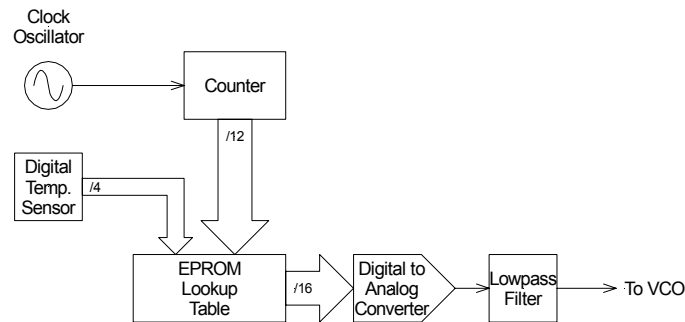 Clock
Oscillator
Counter
/12
Digital
Temp.
Sensor
/4
EPROM
Lookup
Table
/16
Digital to
Analog
Converter
Lowpass
Filter
To VCO